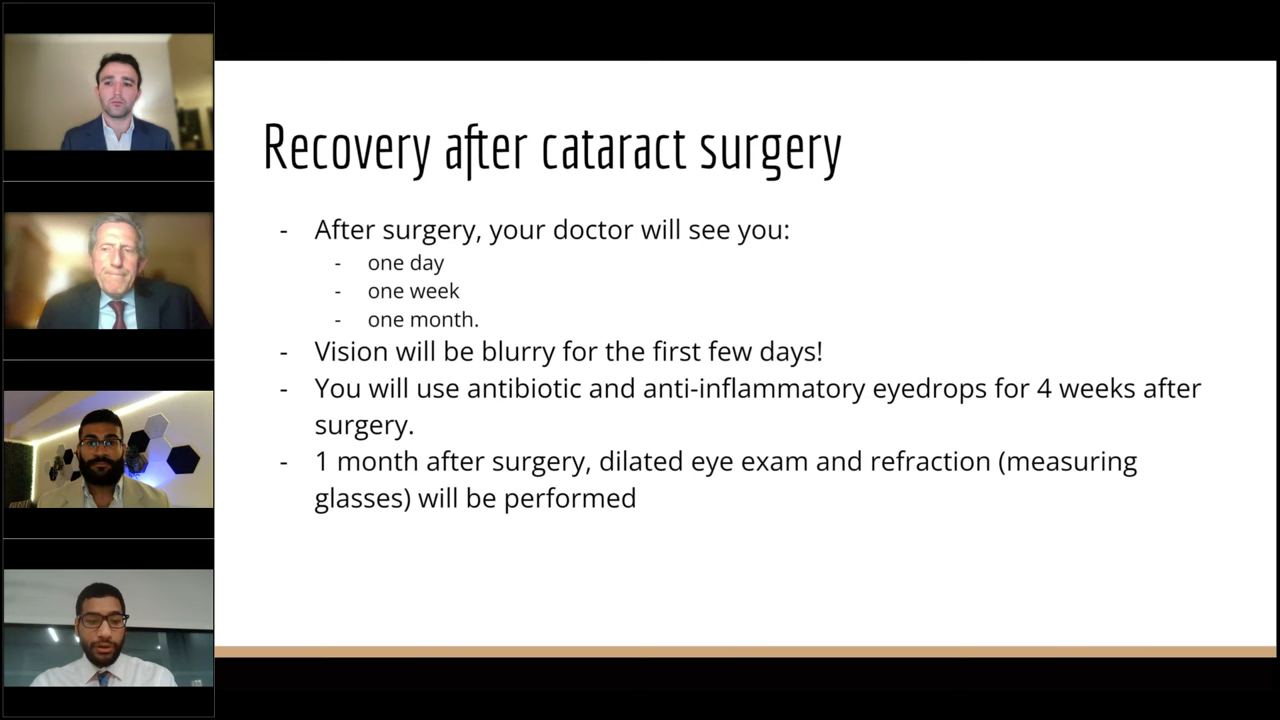 Recovery after cataract surgery
- After surgery, your doctor will see you:
- one day
- one week
- one month.
- Vision will be blurry for the first few days!
- You will use antibiotic and anti-inflammatory eyedrops for 4 weeks after
surgery.
- 1 month after surgery, dilated eye exam and refraction (measuring
glasses) will be performed